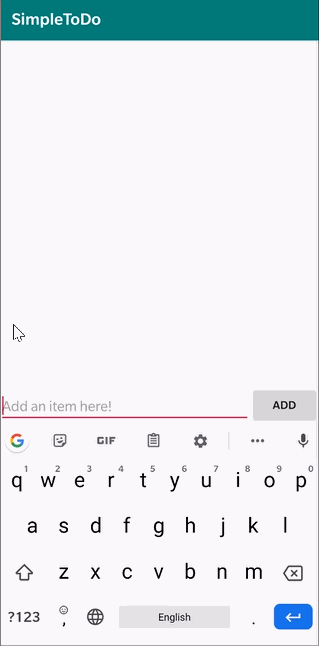 SimpleToDo
Add an item here!
ADD
G GIF
1 2 3 4 5 6 7 8 9 0
q w e r t y u i o p
a s d f g h j k l
z x c v b n m
?123 , English .